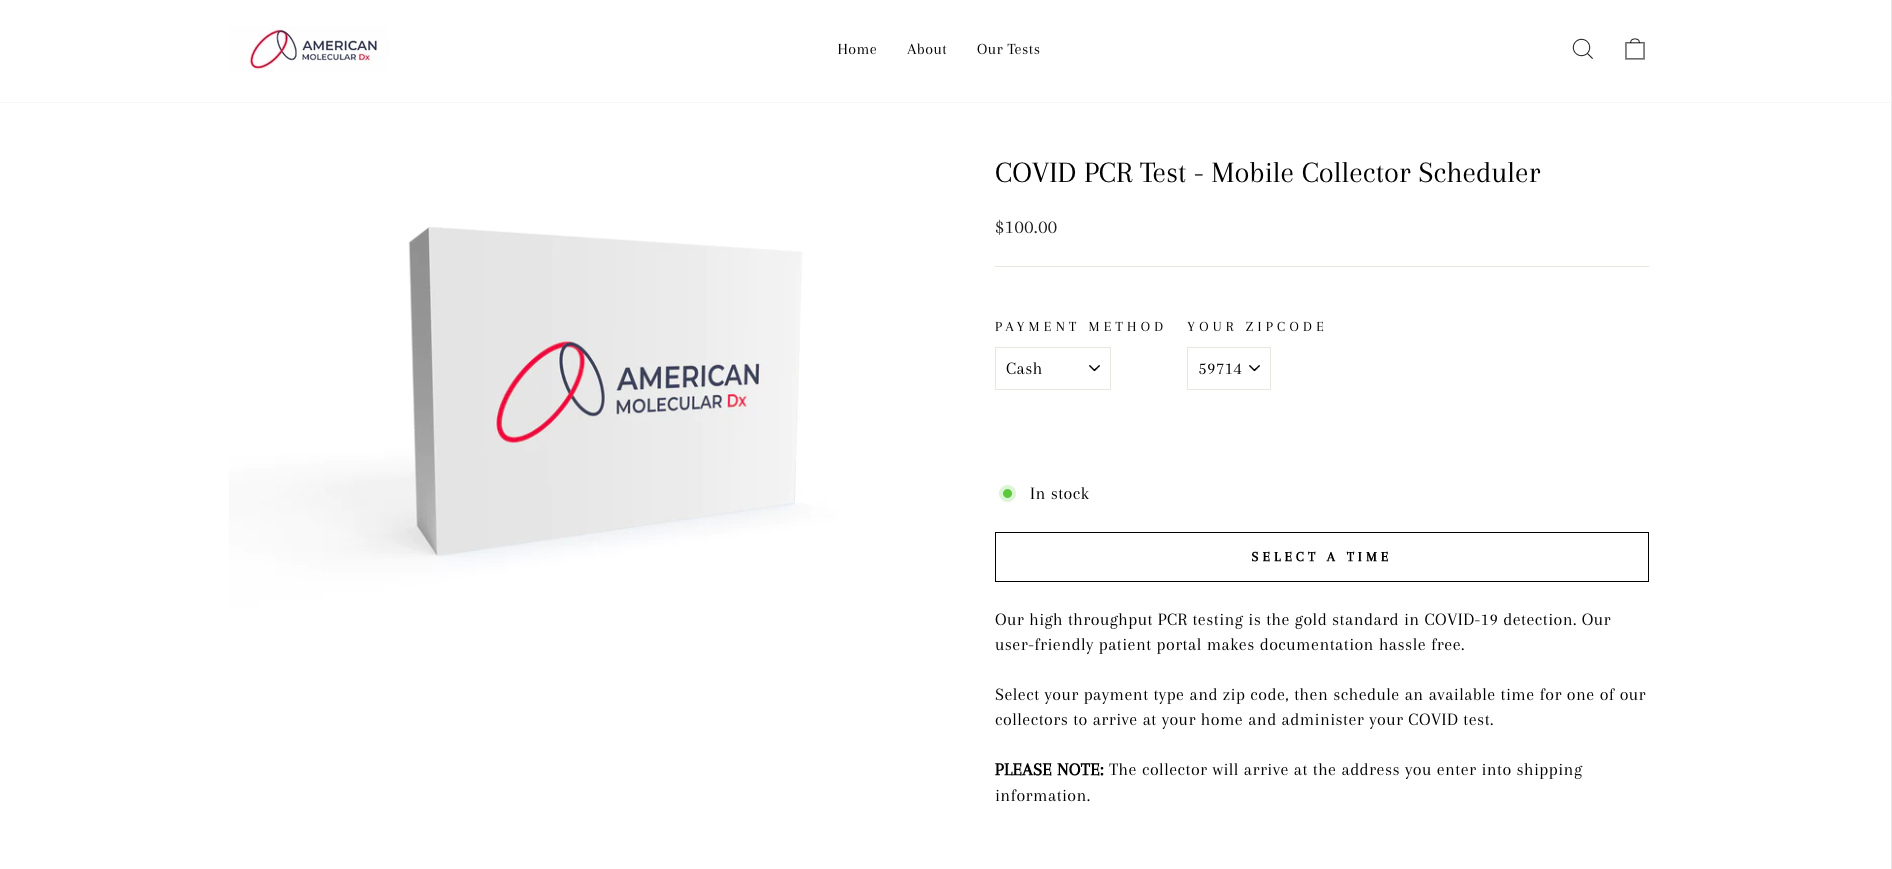 AMERICAN
MOLECULAR Dx
Home About Our Tests
COVID PCR Test - Mobile Collector Scheduler
$100.00
AMERICAN
MOLECULAR Dx
PAYMENT METHOD YOUR ZIPCODE
Cash 59714
In stock
SELECT A TIME
Our high throughput PCR testing is the gold standard in COVID-19 detection. Our
user-friendly patient portal makes documentation hassle free.
Select your payment type and zip code, then schedule an available time for one of our
collectors to arrive at your home and administer your COVID test.
PLEASE NOTE: The collector will arrive at the address you enter into shipping
information.